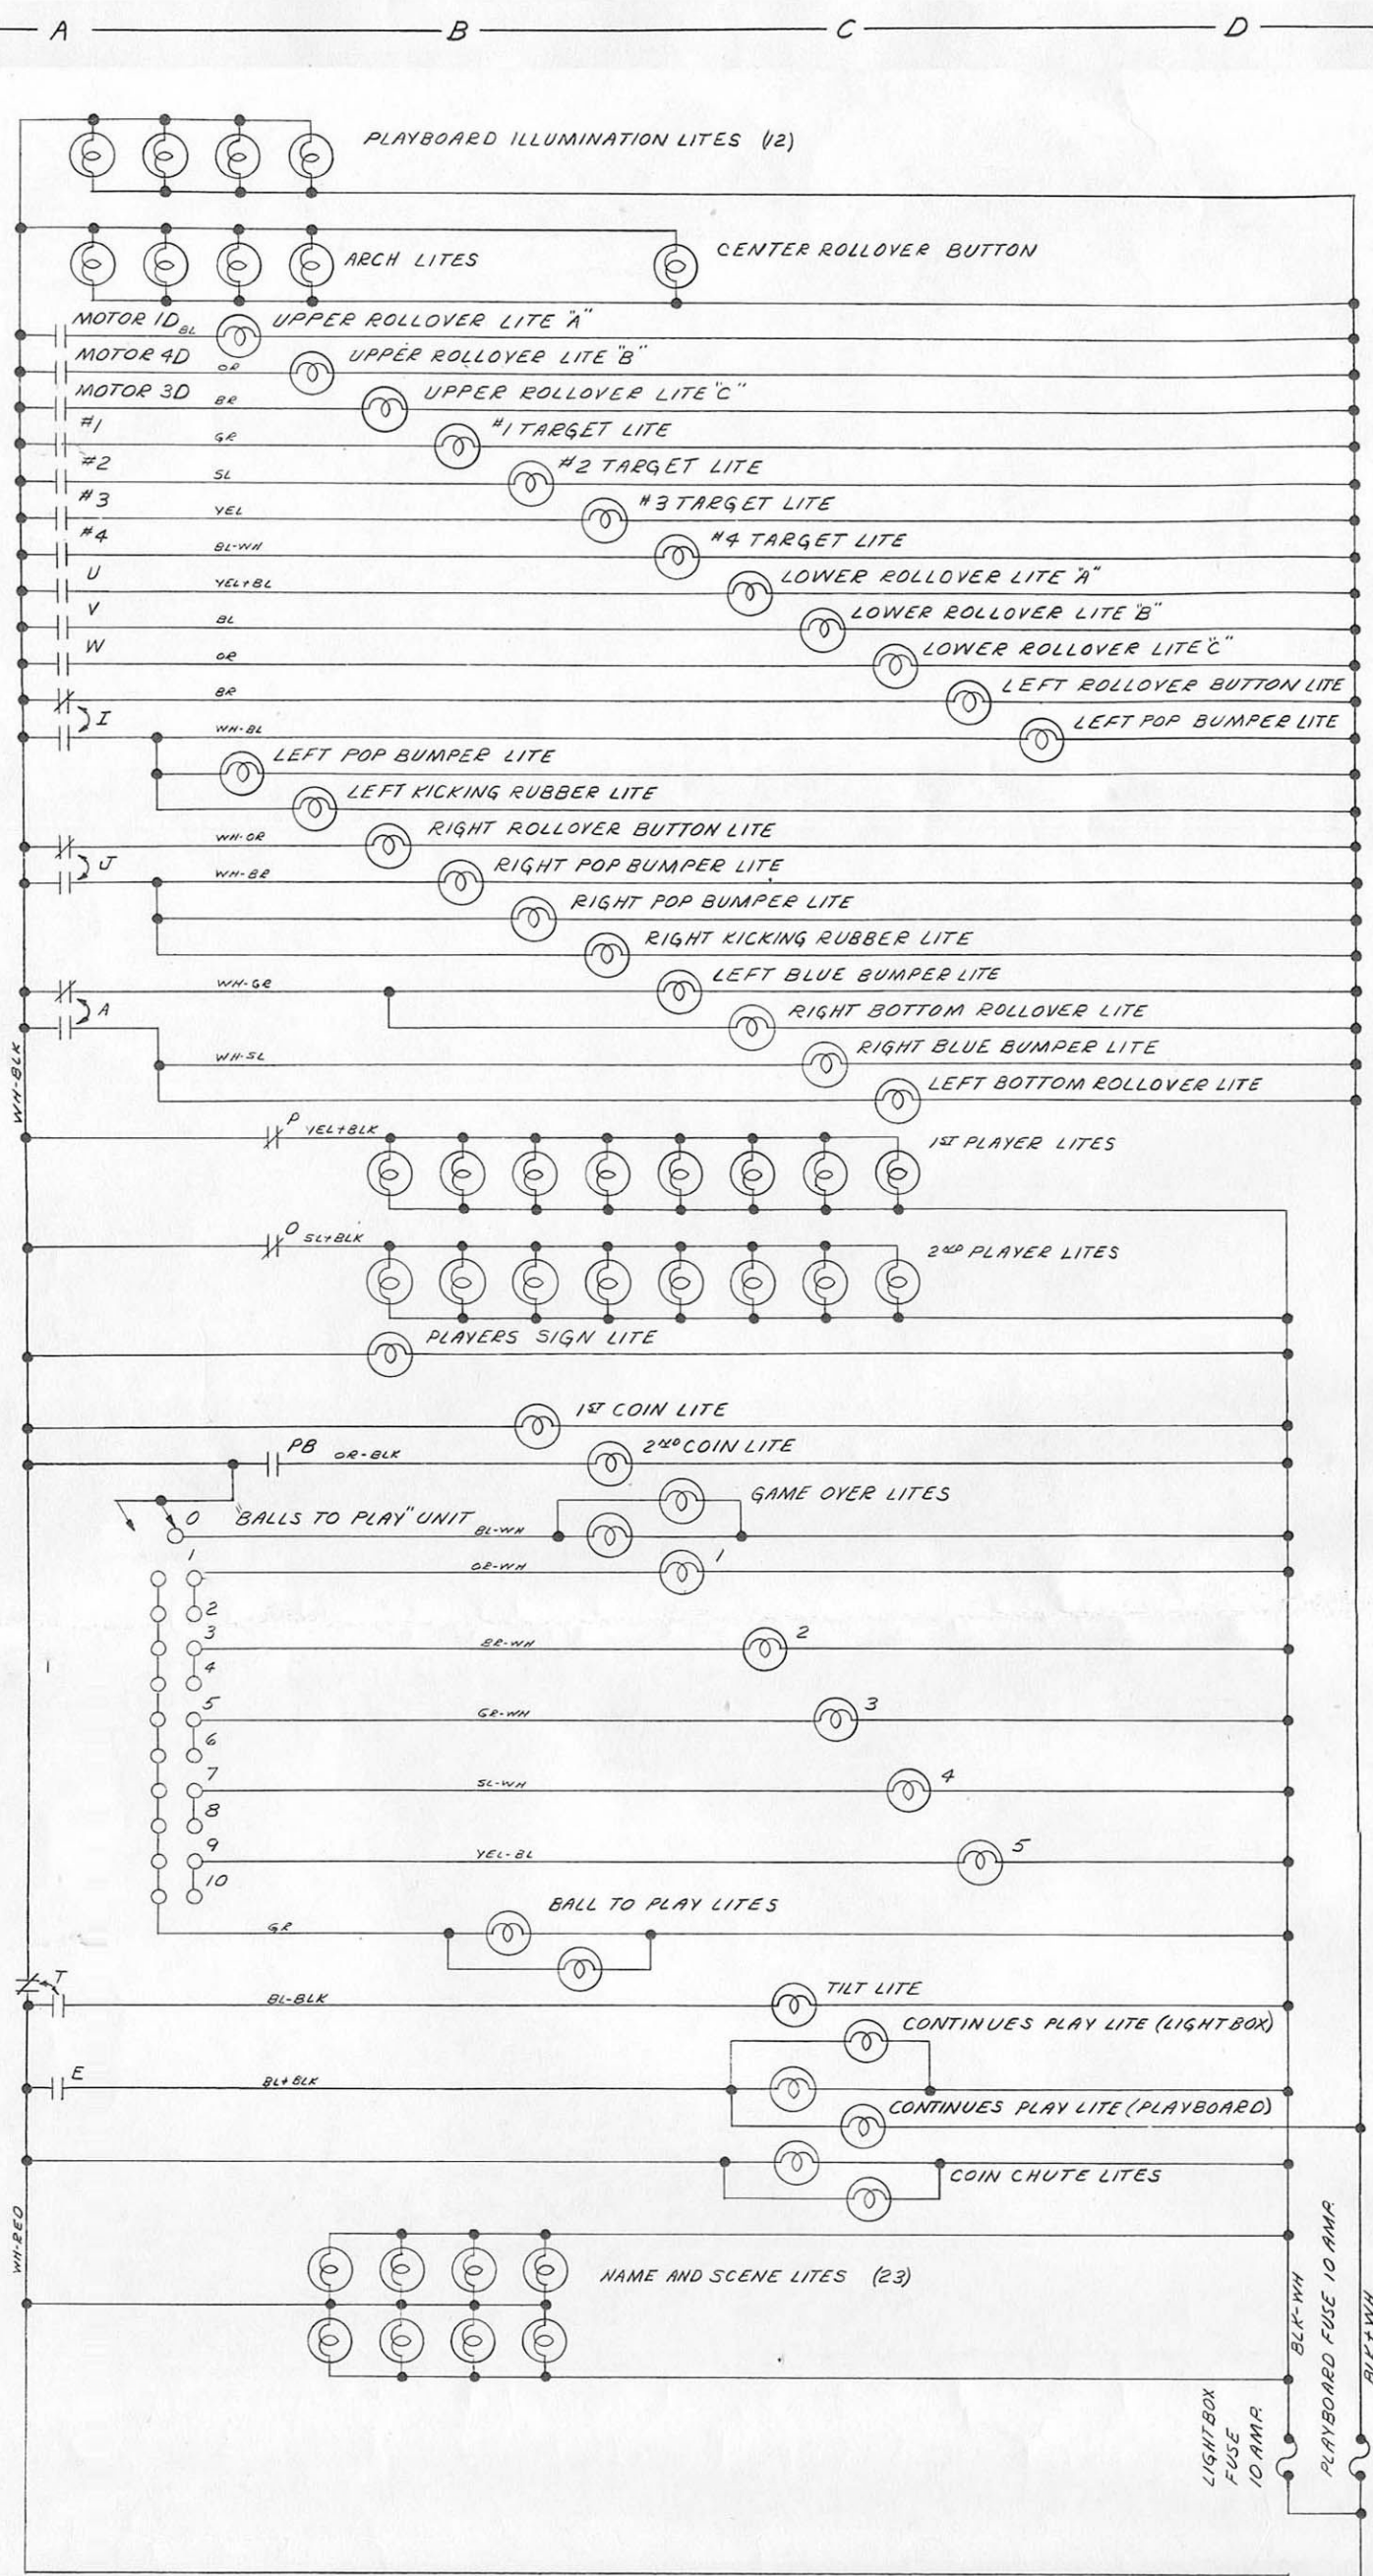 A B C D
PLAYBOARD ILLUMINATION LITES (12)
CENTER ROLLOVER BUTTON
ARCH LITES
MOTOR 1D BL UPPER ROLLOVER LITE "A"
MOTOR 4D OR UPPER ROLLOVER LITE "B"
MOTOR 3D BR UPPER ROLLOVER LITE "C"
#1 GR #1 TARGET LITE
#2 SL #2 TARGET LITE
#3 YEL #3 TARGET LITE
#4 BL-WH #4 TARGET LITE
U YEL+BL LOWER ROLLOVER LITE "A"
V BL LOWER ROLLOVER LITE "B"
W OR LOWER ROLLOVER LITE "C"
BR LEFT ROLLOVER BUTTON LITE
I WH-BL LEFT POP BUMPER LITE
LEFT POP BUMPER LITE
LEFT KICKING RUBBER LITE
WH-OR RIGHT ROLLOVER BUTTON LITE
J WH-BR RIGHT POP BUMPER LITE
RIGHT POP BUMPER LITE
RIGHT KICKING RUBBER LITE
WH-GR LEFT BLUE BUMPER LITE
A RIGHT BOTTOM ROLLOVER LITE
WH-SL RIGHT BLUE BUMPER LITE
LEFT BOTTOM ROLLOVER LITE
WH-BLK
P YEL+BLK 1ST PLAYER LITES
O SL+BLK 2ND PLAYER LITES
PLAYERS SIGN LITE
1ST COIN LITE
PB OR-BLK 2ND COIN LITE
GAME OVER LITES
0 "BALLS TO PLAY" UNIT BL-WH
1 OR-WH 1
2
3 BR-WH 2
4
5 GR-WH 3
6
7 SL-WH 4
8
9 YEL-BL 5
10
BALL TO PLAY LITES
GR
T BL-BLK TILT LITE
CONTINUES PLAY LITE (LIGHTBOX)
E BL+BLK
CONTINUES PLAY LITE (PLAYBOARD)
COIN CHUTE LITES
WH-RED
NAME AND SCENE LITES (23)
BLK-WH
PLAYBOARD FUSE 10 AMP.
BLK+WH
LIGHTBOX
FUSE
10 AMP.